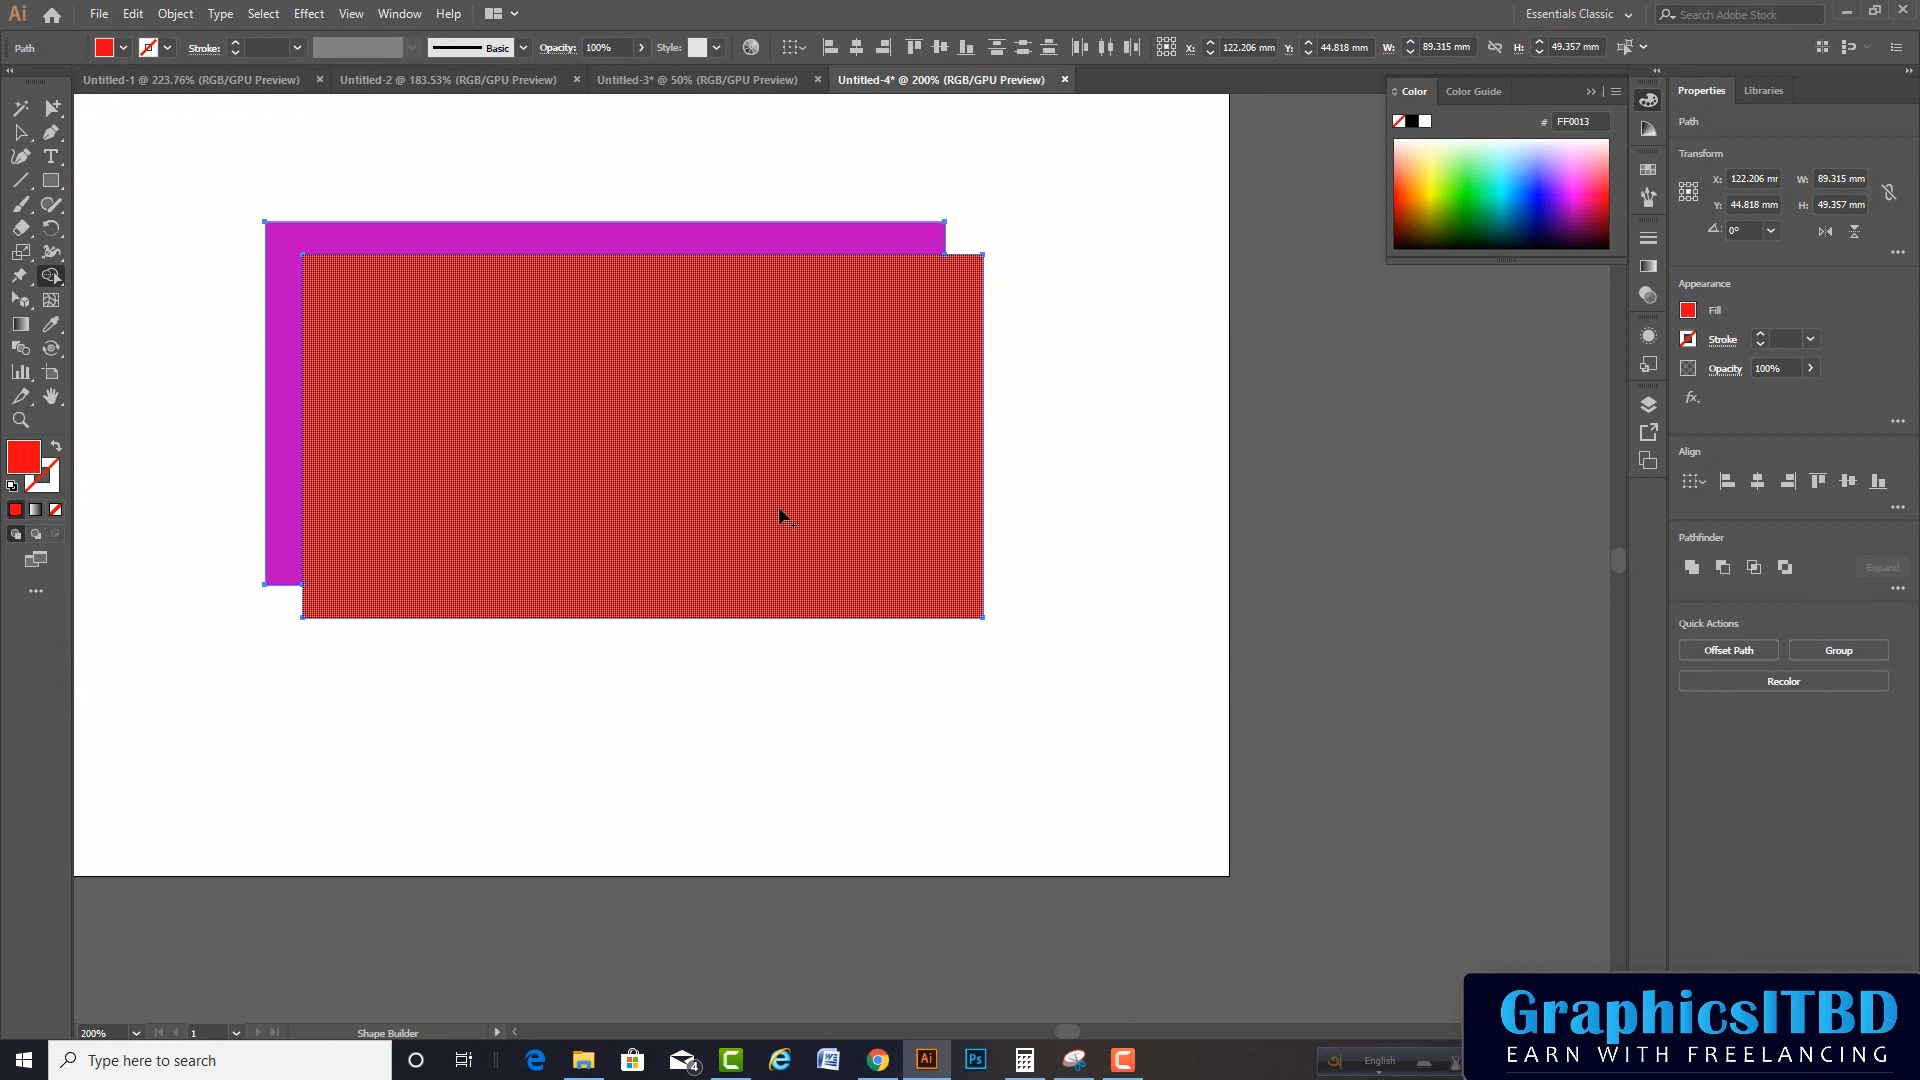 Ai File Edit Object Type Select Effect View Window Help Essentials Classic Search Adobe Stock
Path Stroke: Basic Opacity: 100% Style: X: 122.206 mm Y: 44.818 mm W: 89.315 mm H: 49.357 mm
Untitled-1 @ 223.76% (RGB/GPU Preview) × Untitled-2 @ 183.53% (RGB/GPU Preview) × Untitled-3* @ 50% (RGB/GPU Preview) × Untitled-4* @ 200% (RGB/GPU Preview) ×
Color Color Guide
# FF0013
Properties Libraries
Path
Transform
X: 122.206 mr W: 89.315 mm
Y: 44.818 mm H: 49.357 mm
0°
Appearance
Fill
Stroke
Opacity 100%
fx.
Align
Pathfinder
Expand
Quick Actions
Offset Path Group
Recolor
200% 1 Shape Builder
GraphicsITBD
EARN WITH FREELANCING
Type here to search 4 Ai Ps English